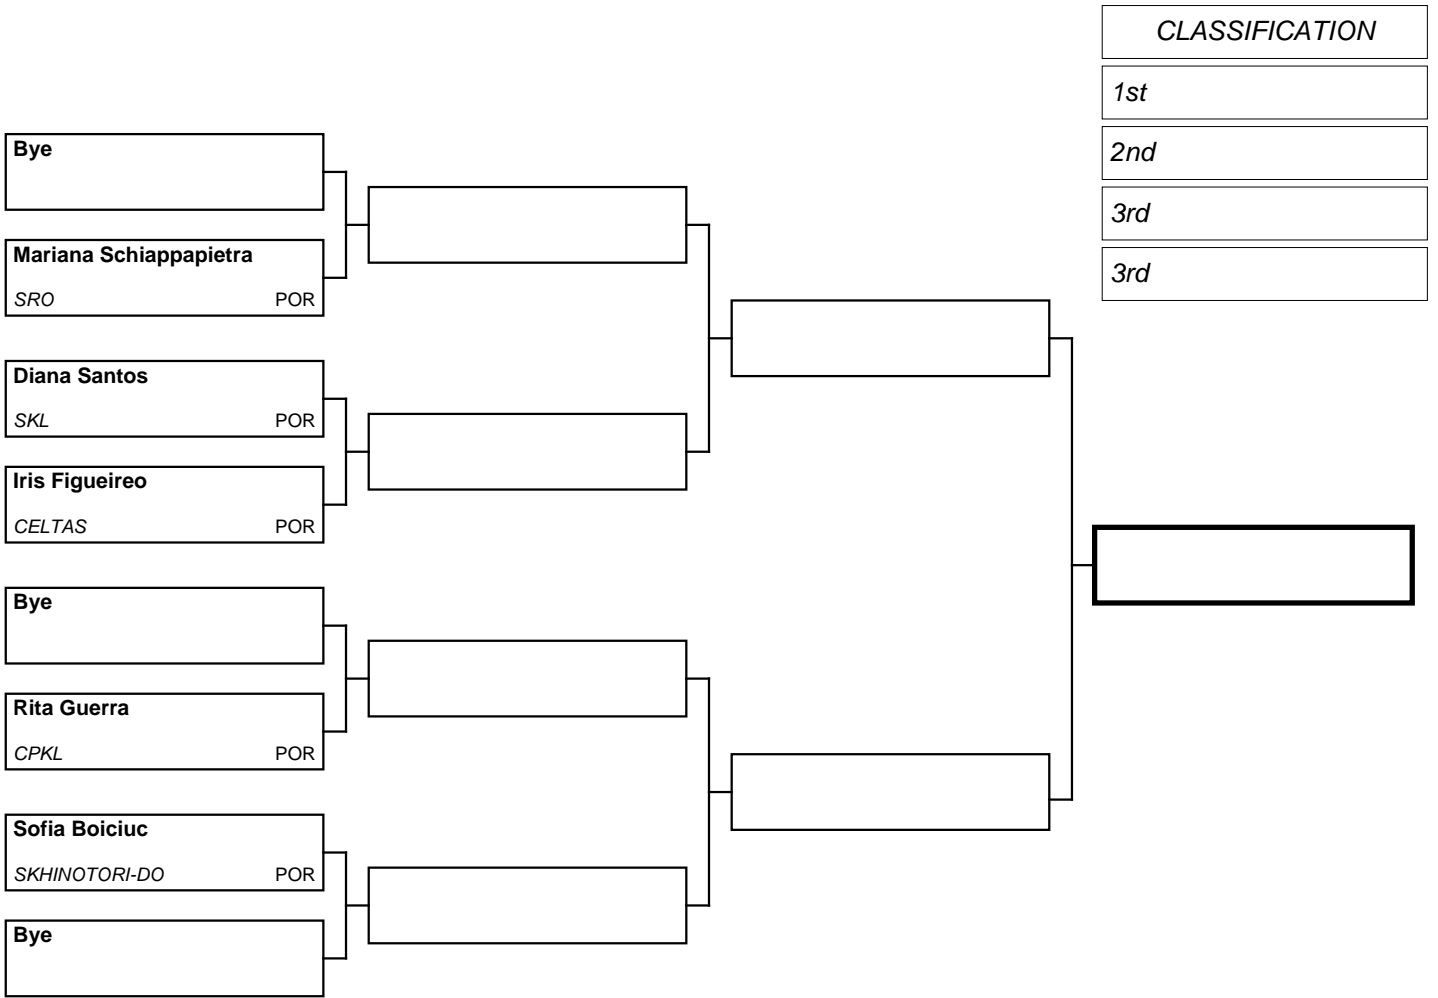 CLASSIFICATION
1st
2nd
3rd
3rd
Bye
Mariana Schiappapietra
SRO POR
Diana Santos
SKL POR
Iris Figueireo
CELTAS POR
Bye
Rita Guerra
CPKL POR
Sofia Boiciuc
SKHINOTORI-DO POR
Bye